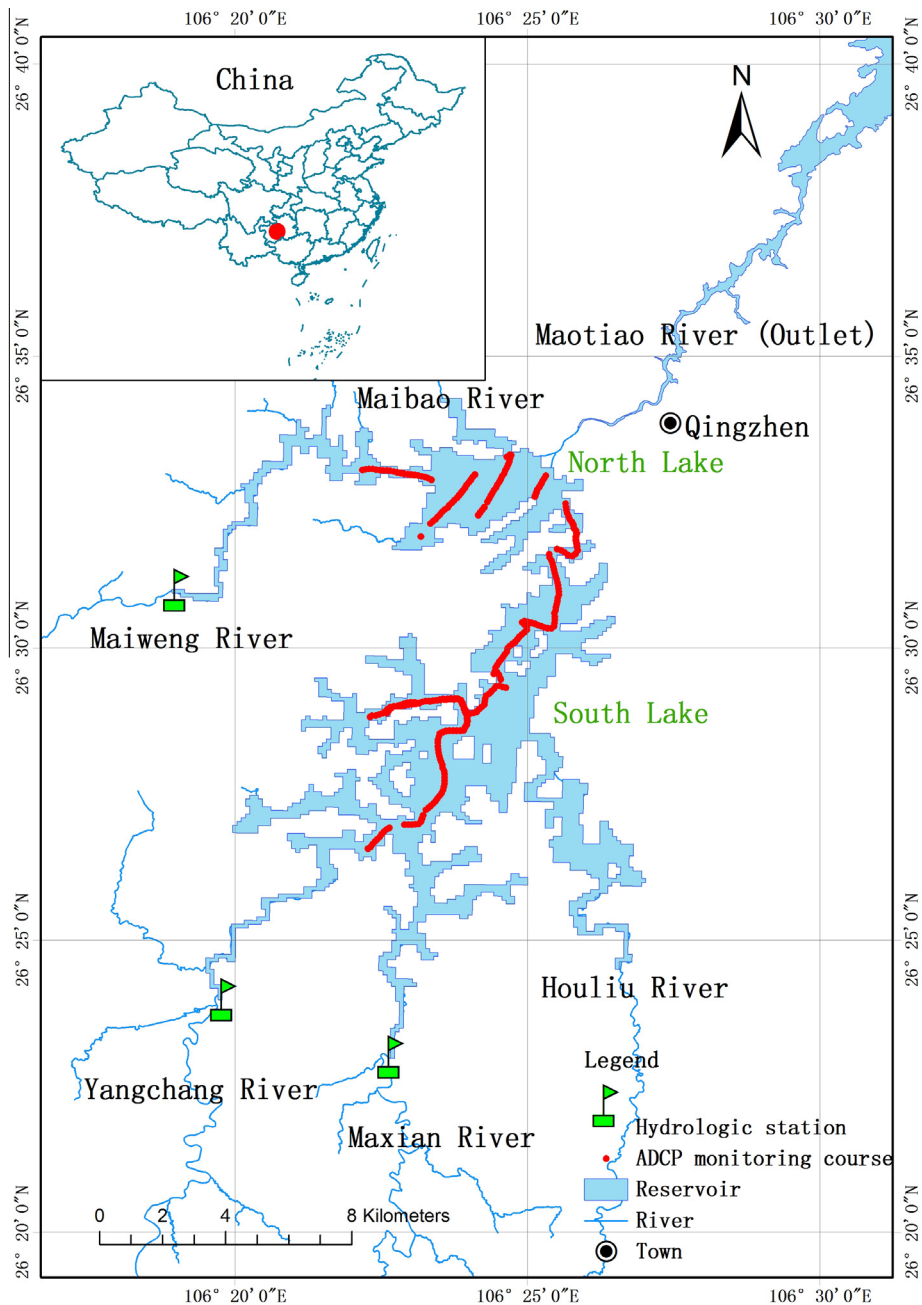 106° 20′ 0″E
106° 25′ 0″E
106° 30′ 0″E
26° 40′ 0″N
26° 40′ 0″N
China
N
Maotiao River (Outlet)
26° 35′ 0″N
26° 35′ 0″N
Maibao River
Qingzhen
North Lake
Maiweng River
26° 30′ 0″N
26° 30′ 0″N
South Lake
26° 25′ 0″N
26° 25′ 0″N
Houliu River
Yangchang River
Maxian River
Legend
Hydrologic station
ADCP monitoring course
Reservoir
River
Town
0 2 4 8 Kilometers
26° 20′ 0″N
26° 20′ 0″N
106° 20′ 0″E
106° 25′ 0″E
106° 30′ 0″E